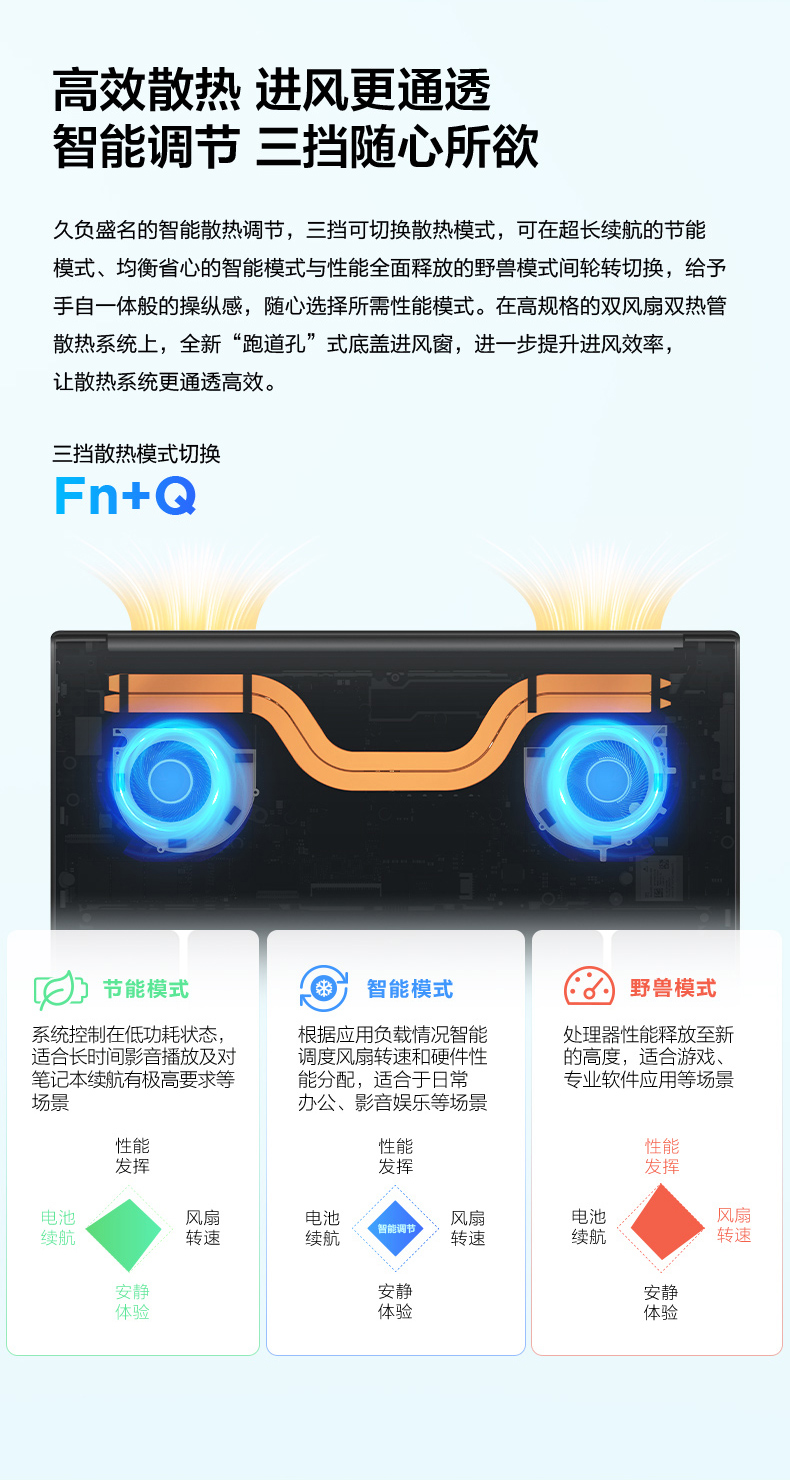 高效散热 进风更通透
智能调节 三挡随心所欲
久负盛名的智能散热调节，三挡可切换散热模式，可在超长续航的节能
模式、均衡省心的智能模式与性能全面释放的野兽模式间轮转切换，给予
手自一体般的操纵感，随心选择所需性能模式。在高规格的双风扇双热管
散热系统上，全新“跑道孔”式底盖进风窗，进一步提升进风效率，
让散热系统更通透高效。
三挡散热模式切换
Fn+Q
节能模式
系统控制在低功耗状态，
适合长时间影音播放及对
笔记本续航有极高要求等
场景
性能
发挥
电池
续航
风扇
转速
安静
体验
智能模式
根据应用负载情况智能
调度风扇转速和硬件性
能分配，适合于日常
办公、影音娱乐等场景
性能
发挥
电池
续航
智能调节
风扇
转速
安静
体验
野兽模式
处理器性能释放至新
的高度，适合游戏、
专业软件应用等场景
性能
发挥
电池
续航
风扇
转速
安静
体验